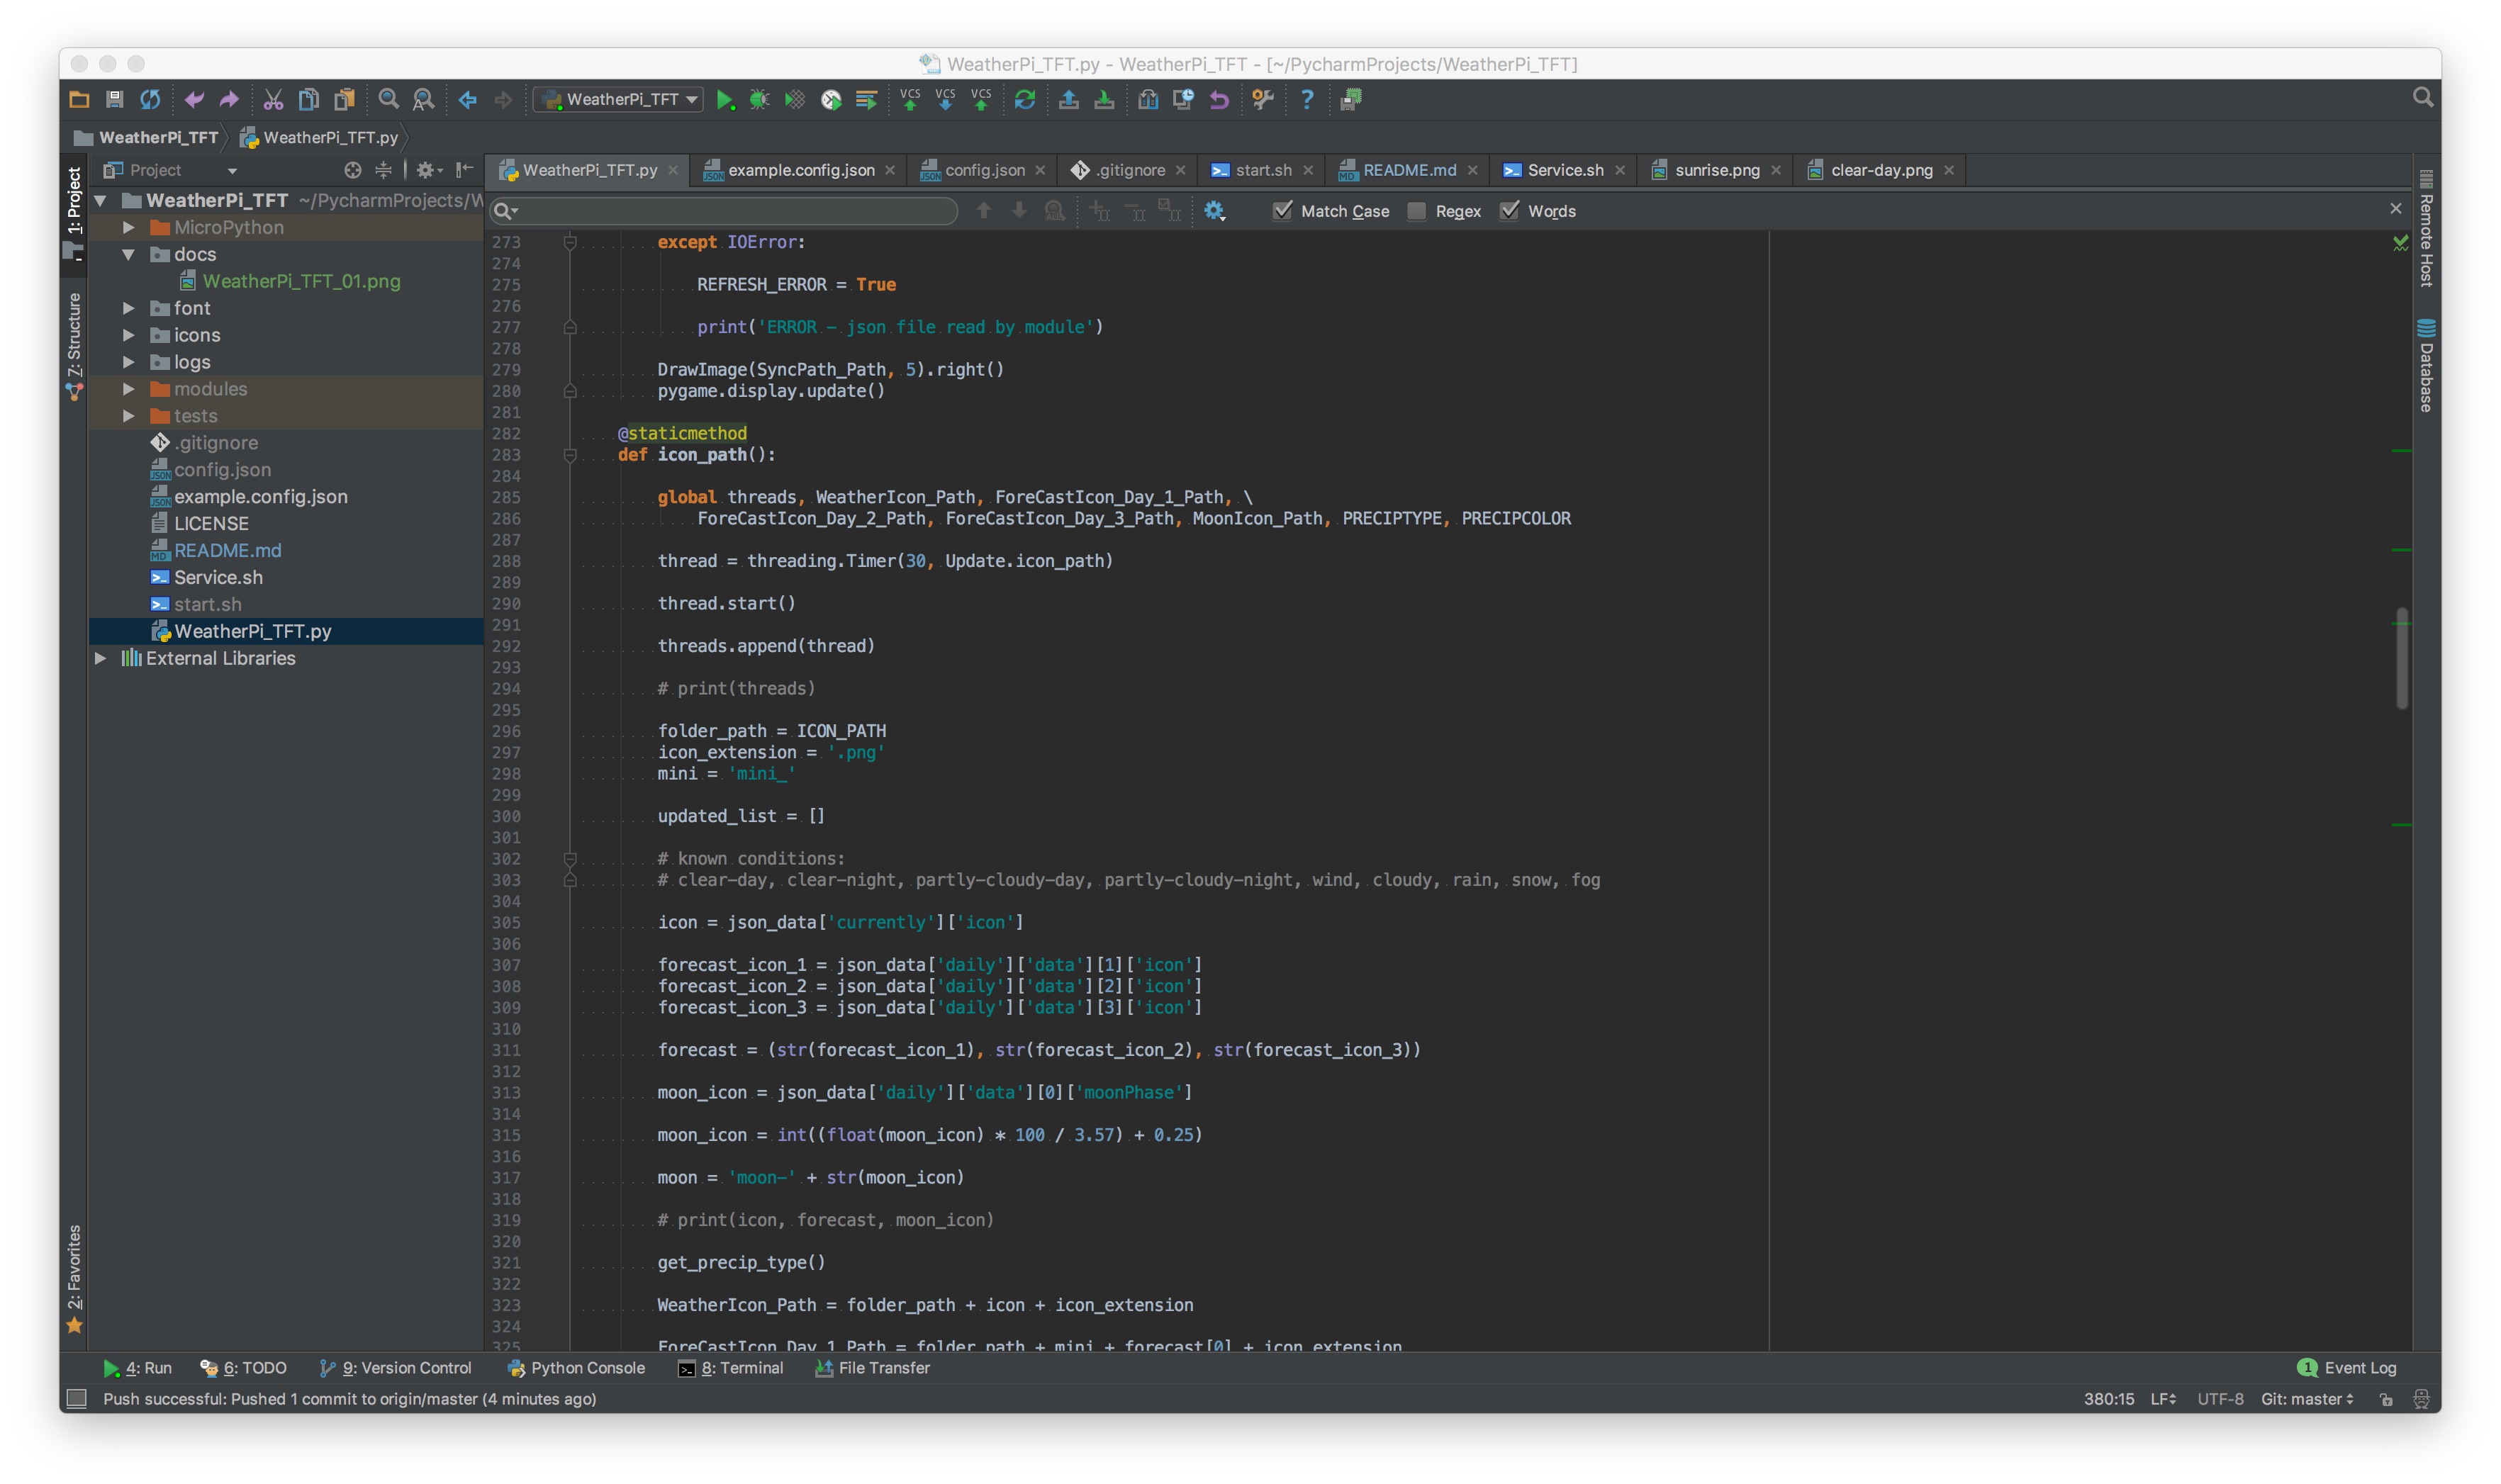 WeatherPi_TFT.py - WeatherPi_TFT - [~/PycharmProjects/WeatherPi_TFT]
WeatherPi_TFT
VCS VCS VCS
WeatherPi_TFT WeatherPi_TFT.py
Project
WeatherPi_TFT.py example.config.json config.json .gitignore start.sh README.md Service.sh sunrise.png clear-day.png
Match Case Regex Words
1: Project
7: Structure
2: Favorites
Remote Host
Database
WeatherPi_TFT ~/PycharmProjects/W
MicroPython
docs
WeatherPi_TFT_01.png
font
icons
logs
modules
tests
.gitignore
config.json
example.config.json
LICENSE
README.md
Service.sh
start.sh
WeatherPi_TFT.py
External Libraries
273 except IOError:
274
275 REFRESH_ERROR = True
276
277 print('ERROR - json file read by module')
278
279 DrawImage(SyncPath_Path, 5).right()
280 pygame.display.update()
281
282 @staticmethod
283 def icon_path():
284
285 global threads, WeatherIcon_Path, ForeCastIcon_Day_1_Path, \
286 ForeCastIcon_Day_2_Path, ForeCastIcon_Day_3_Path, MoonIcon_Path, PRECIPTYPE, PRECIPCOLOR
287
288 thread = threading.Timer(30, Update.icon_path)
289
290 thread.start()
291
292 threads.append(thread)
293
294 # print(threads)
295
296 folder_path = ICON_PATH
297 icon_extension = '.png'
298 mini = 'mini_'
299
300 updated_list = []
301
302 # known conditions:
303 # clear-day, clear-night, partly-cloudy-day, partly-cloudy-night, wind, cloudy, rain, snow, fog
304
305 icon = json_data['currently']['icon']
306
307 forecast_icon_1 = json_data['daily']['data'][1]['icon']
308 forecast_icon_2 = json_data['daily']['data'][2]['icon']
309 forecast_icon_3 = json_data['daily']['data'][3]['icon']
310
311 forecast = (str(forecast_icon_1), str(forecast_icon_2), str(forecast_icon_3))
312
313 moon_icon = json_data['daily']['data'][0]['moonPhase']
314
315 moon_icon = int((float(moon_icon) * 100 / 3.57) + 0.25)
316
317 moon = 'moon-' + str(moon_icon)
318
319 # print(icon, forecast, moon_icon)
320
321 get_precip_type()
322
323 WeatherIcon_Path = folder_path + icon + icon_extension
324
325 ForeCastIcon_Day_1_Path = folder_path + mini + forecast[0] + icon_extension
4: Run 6: TODO 9: Version Control Python Console 8: Terminal File Transfer 1 Event Log
Push successful: Pushed 1 commit to origin/master (4 minutes ago) 380:15 LF UTF-8 Git: master